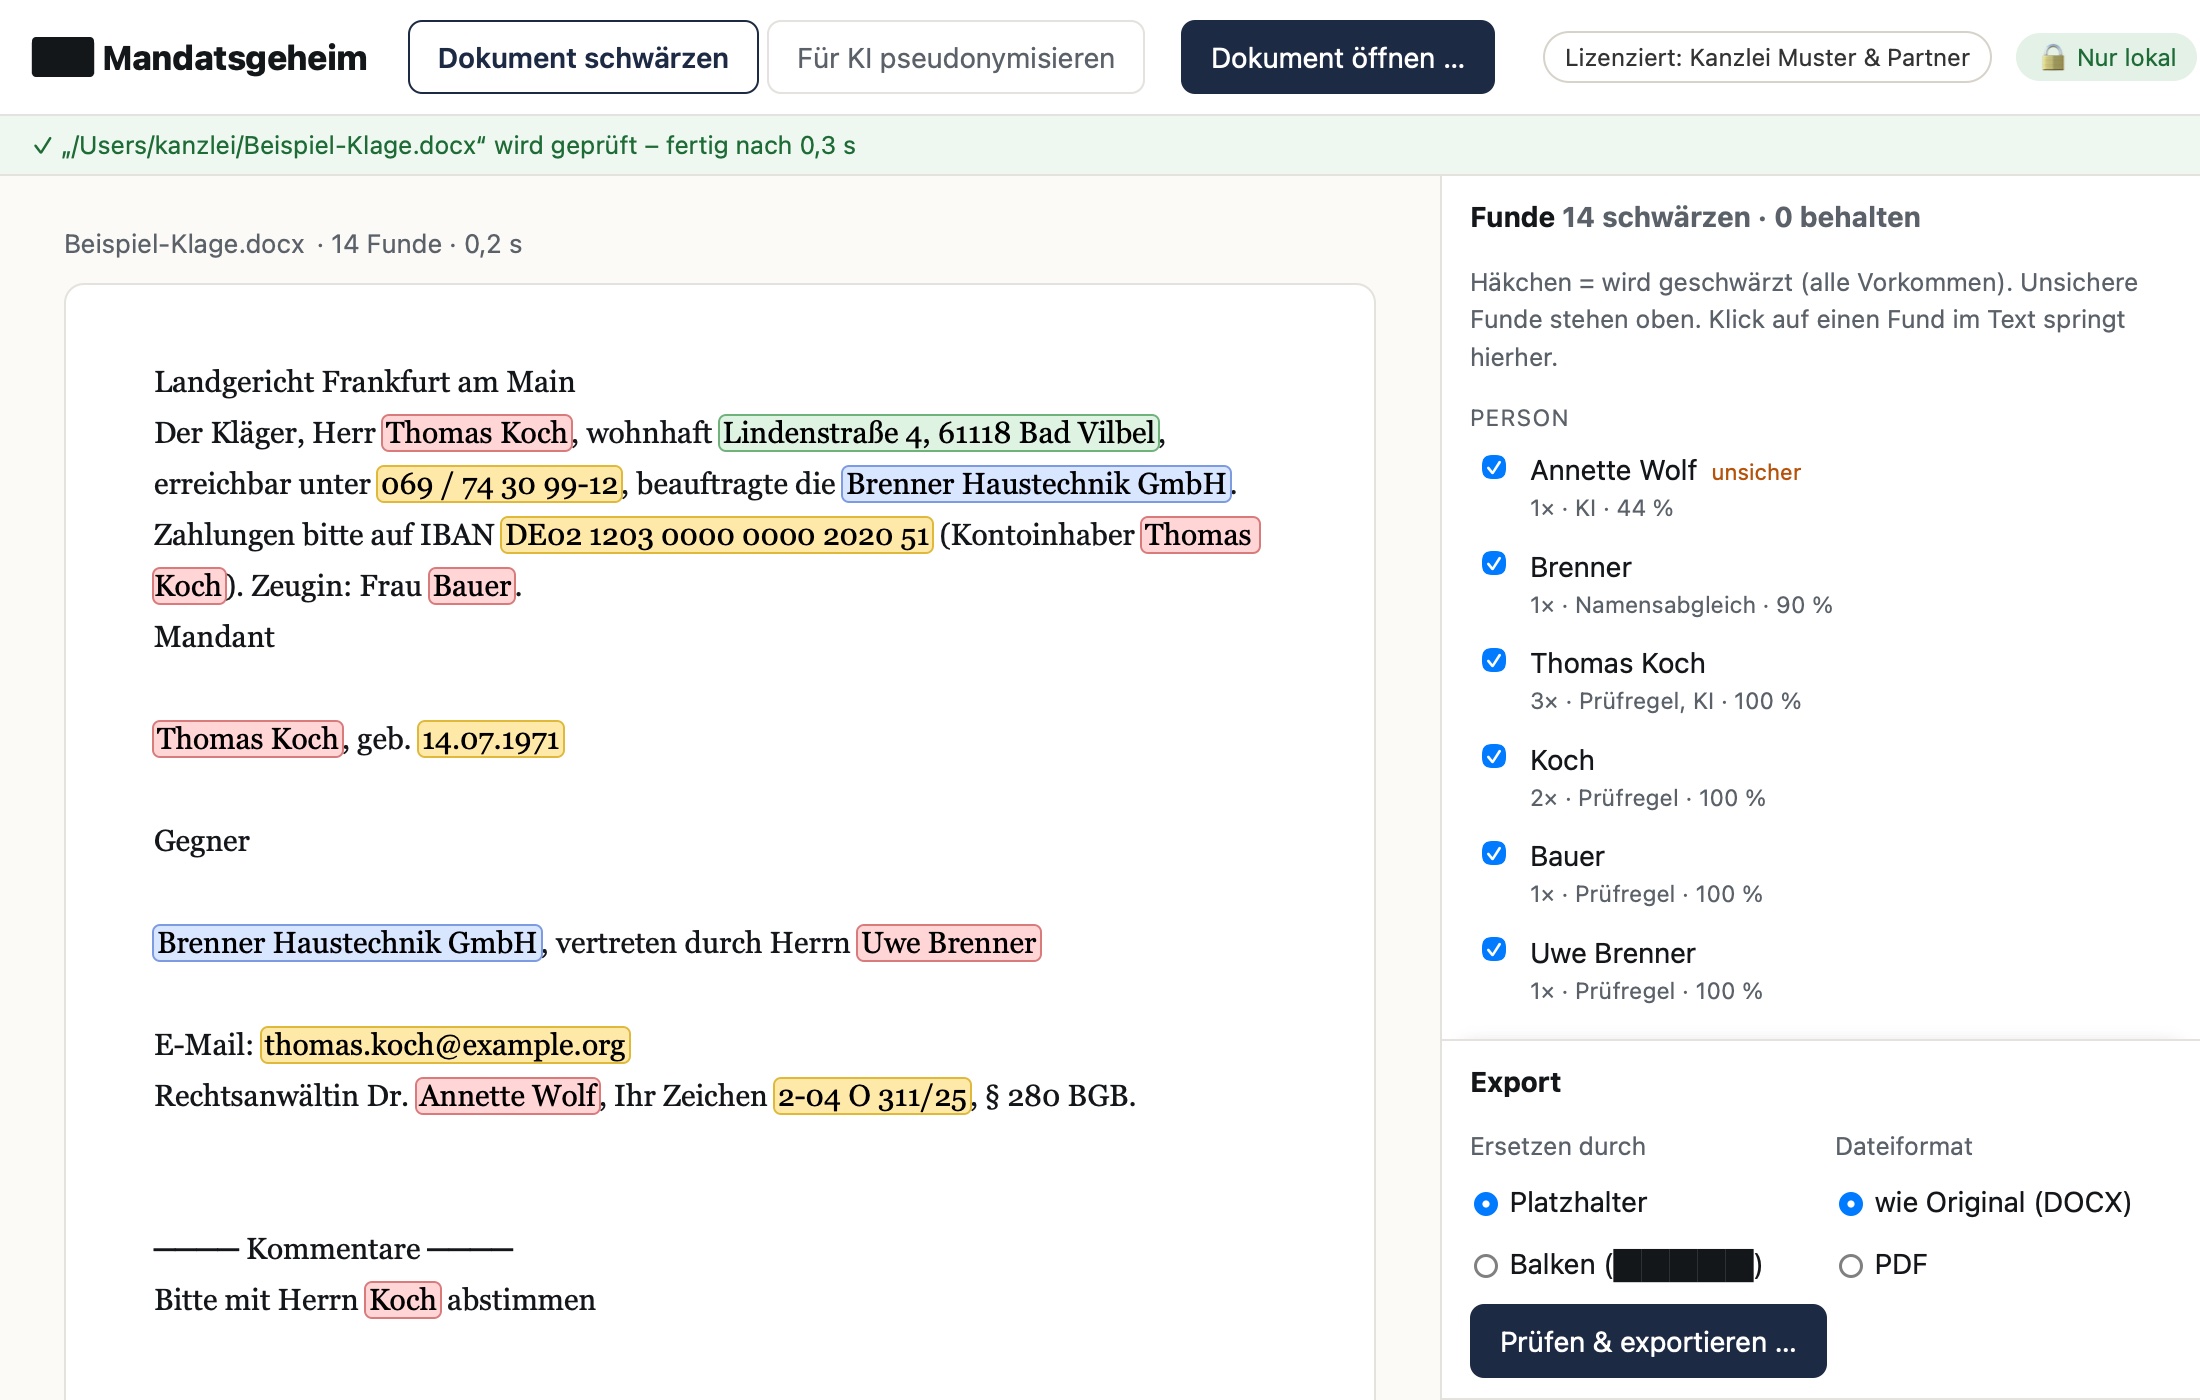 Mandatsgeheim
Dokument schwärzen
Für KI pseudonymisieren
Dokument öffnen ...
Lizenziert: Kanzlei Muster & Partner
Nur lokal
✓ „/Users/kanzlei/Beispiel-Klage.docx“ wird geprüft – fertig nach 0,3 s
Beispiel-Klage.docx · 14 Funde · 0,2 s
Landgericht Frankfurt am Main
Der Kläger, Herr Thomas Koch, wohnhaft Lindenstraße 4, 61118 Bad Vilbel,
erreichbar unter 069 / 74 30 99-12, beauftragte die Brenner Haustechnik GmbH.
Zahlungen bitte auf IBAN DE02 1203 0000 0000 2020 51 (Kontoinhaber Thomas
Koch). Zeugin: Frau Bauer.
Mandant
Thomas Koch, geb. 14.07.1971
Gegner
Brenner Haustechnik GmbH, vertreten durch Herrn Uwe Brenner
E-Mail: thomas.koch@example.org
Rechtsanwältin Dr. Annette Wolf, Ihr Zeichen 2-04 O 311/25, § 280 BGB.
——— Kommentare ———
Bitte mit Herrn Koch abstimmen
Funde 14 schwärzen · 0 behalten
Häkchen = wird geschwärzt (alle Vorkommen). Unsichere
Funde stehen oben. Klick auf einen Fund im Text springt
hierher.
PERSON
Annette Wolf unsicher
1× · KI · 44 %
Brenner
1× · Namensabgleich · 90 %
Thomas Koch
3× · Prüfregel, KI · 100 %
Koch
2× · Prüfregel · 100 %
Bauer
1× · Prüfregel · 100 %
Uwe Brenner
1× · Prüfregel · 100 %
Export
Ersetzen durch
Platzhalter
Balken (█████)
Dateiformat
wie Original (DOCX)
PDF
Prüfen & exportieren ...